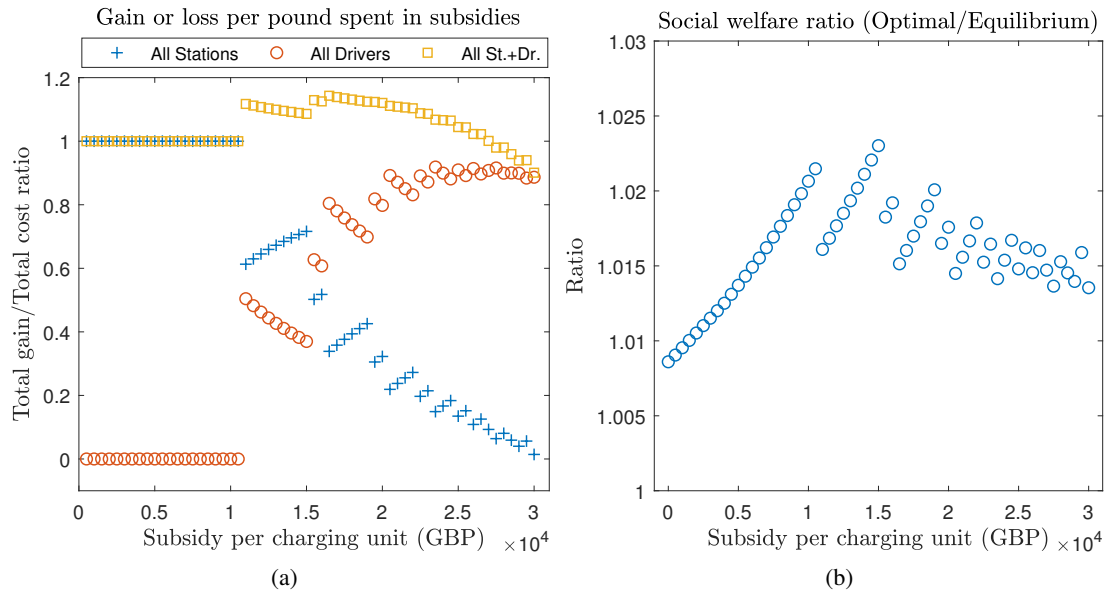 Gain or loss per pound spent in subsidies
All Stations All Drivers All St.+Dr.
1.2
1
0.8
0.6
0.4
0.2
0
Total gain/Total cost ratio
0 0.5 1 1.5 2 2.5 3
Subsidy per charging unit (GBP)
×10^4
(a)
Social welfare ratio (Optimal/Equilibrium)
1.03
1.025
1.02
1.015
1.01
1.005
1
Ratio
0 0.5 1 1.5 2 2.5 3
Subsidy per charging unit (GBP)
×10^4
(b)